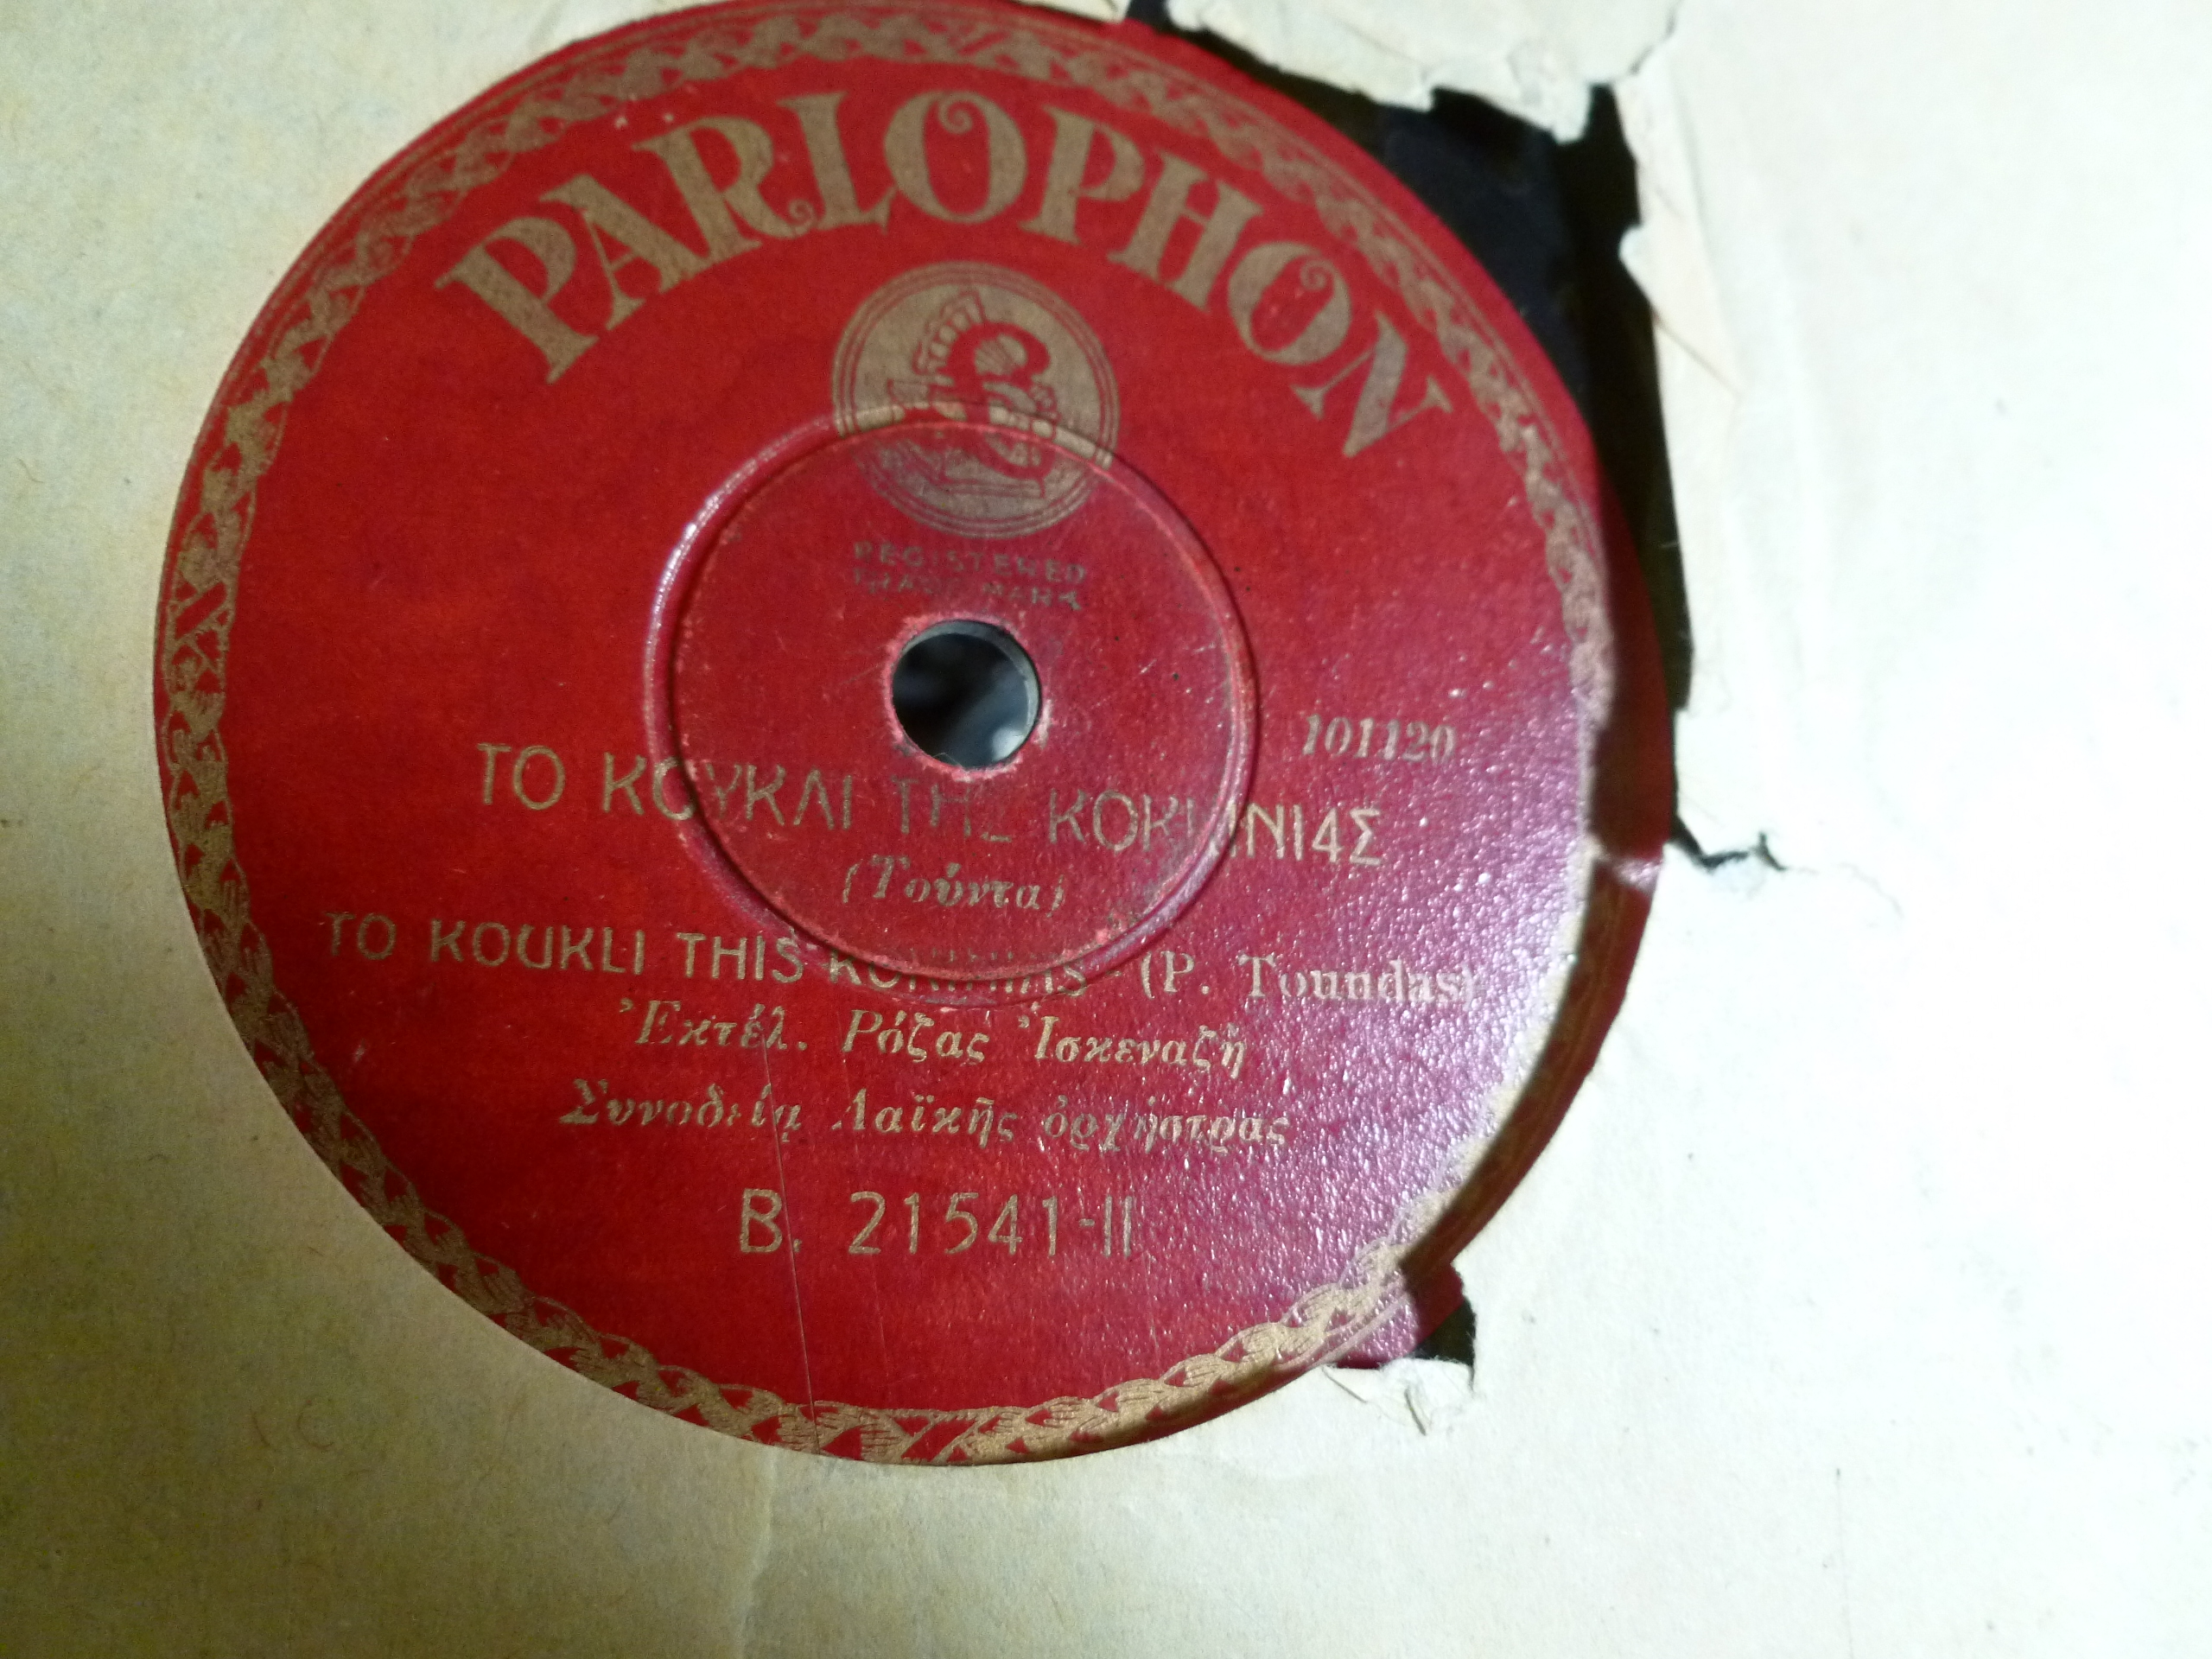 PARLOPHON
REGISTERED
TRADE MARK
101120
ΤΟ ΚΟΥΚΛΙ ΤΗΣ ΚΟΚΚΙΝΙΑΣ
(Τούντα)
TO KOUKLI THIS (P. Toundas)
Ἐκτέλ. Ρόζας Ἰσκεναζῆ
Συνοδείᾳ Λαϊκῆς ὀρχήστρας
B. 21541-II